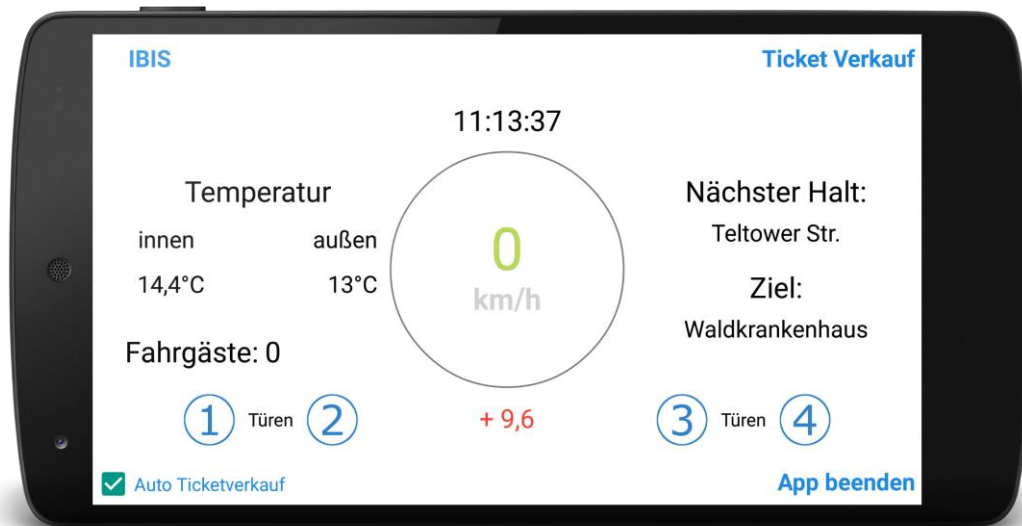 IBIS
Ticket Verkauf
11:13:37
Temperatur
innen außen
14,4°C 13°C
Fahrgäste: 0
0
km/h
Nächster Halt:
Teltower Str.
Ziel:
Waldkrankenhaus
1 Türen 2
+ 9,6
3 Türen 4
Auto Ticketverkauf
App beenden